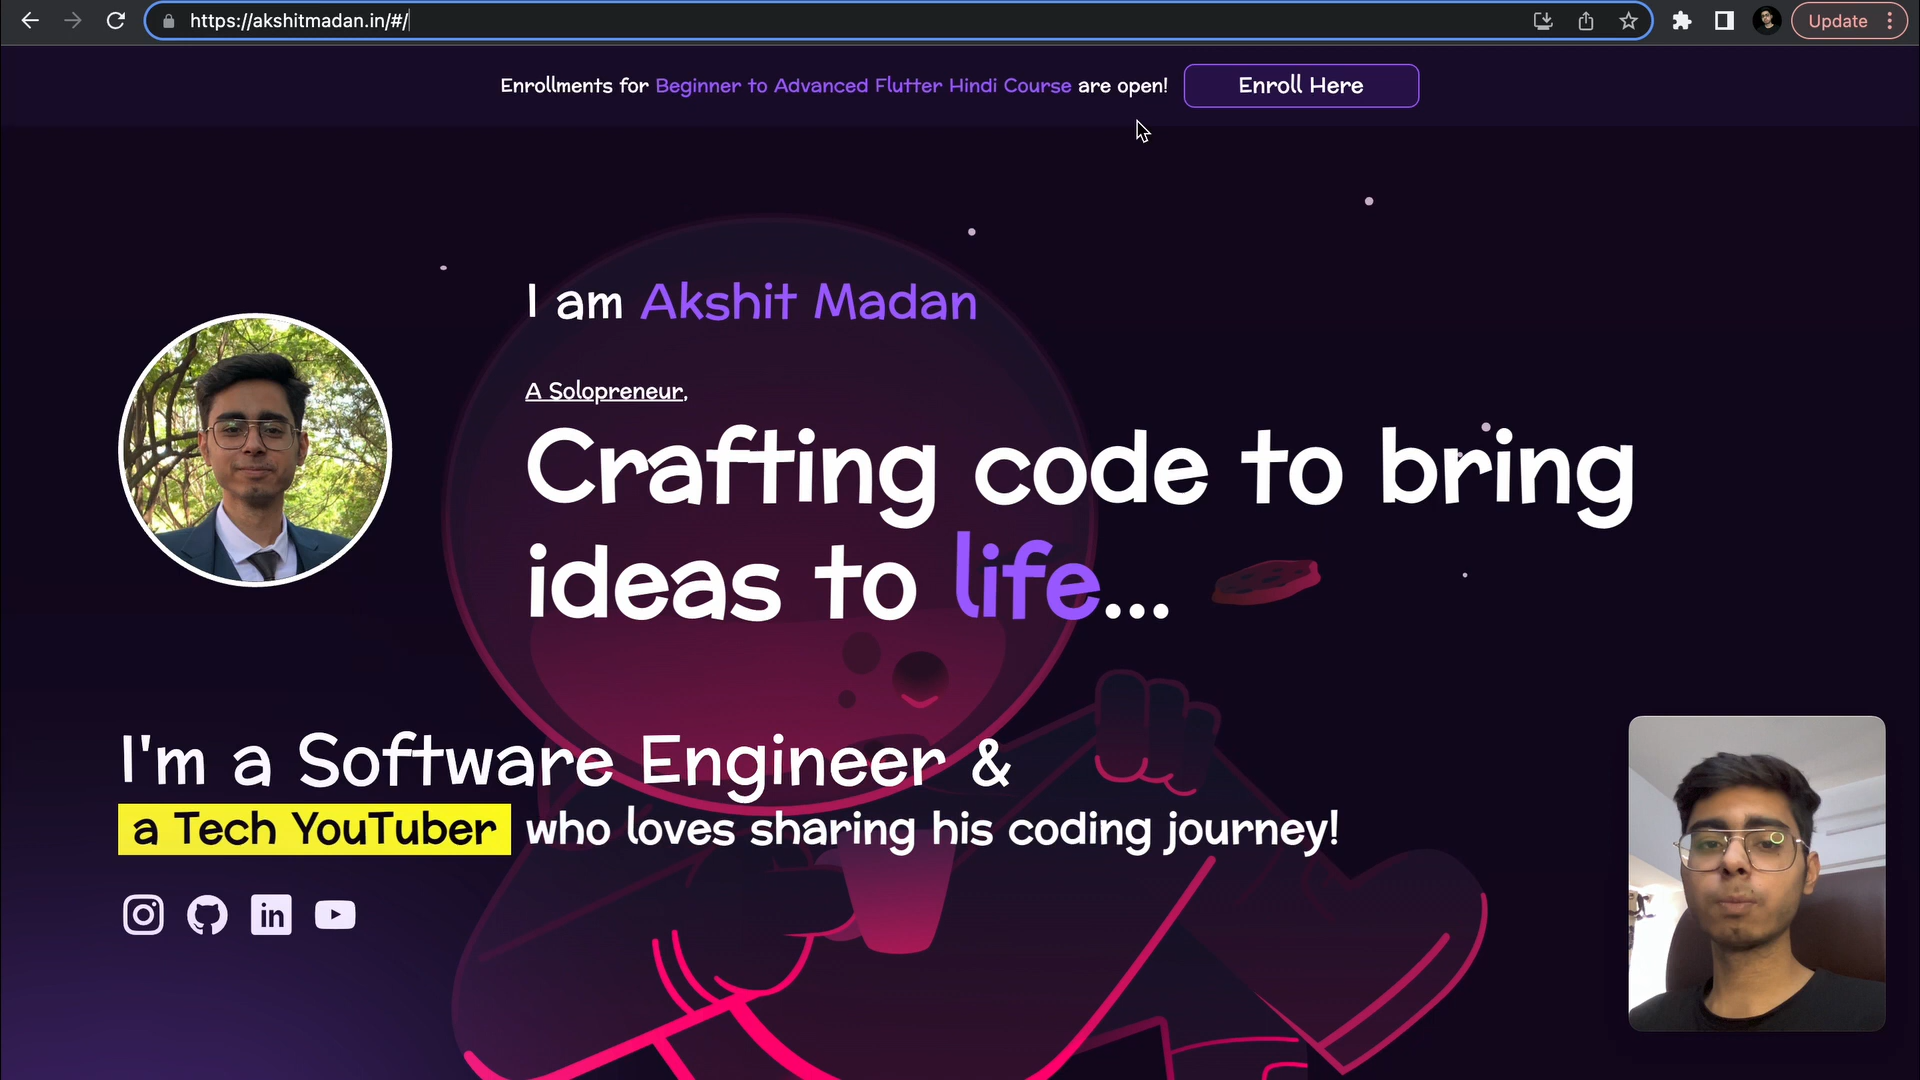 https://akshitmadan.in/#/
Update
Enrollments for Beginner to Advanced Flutter Hindi Course are open!
Enroll Here
I am Akshit Madan
A Solopreneur,
Crafting code to bring
ideas to life...
I'm a Software Engineer &
a Tech YouTuber who loves sharing his coding journey!
in